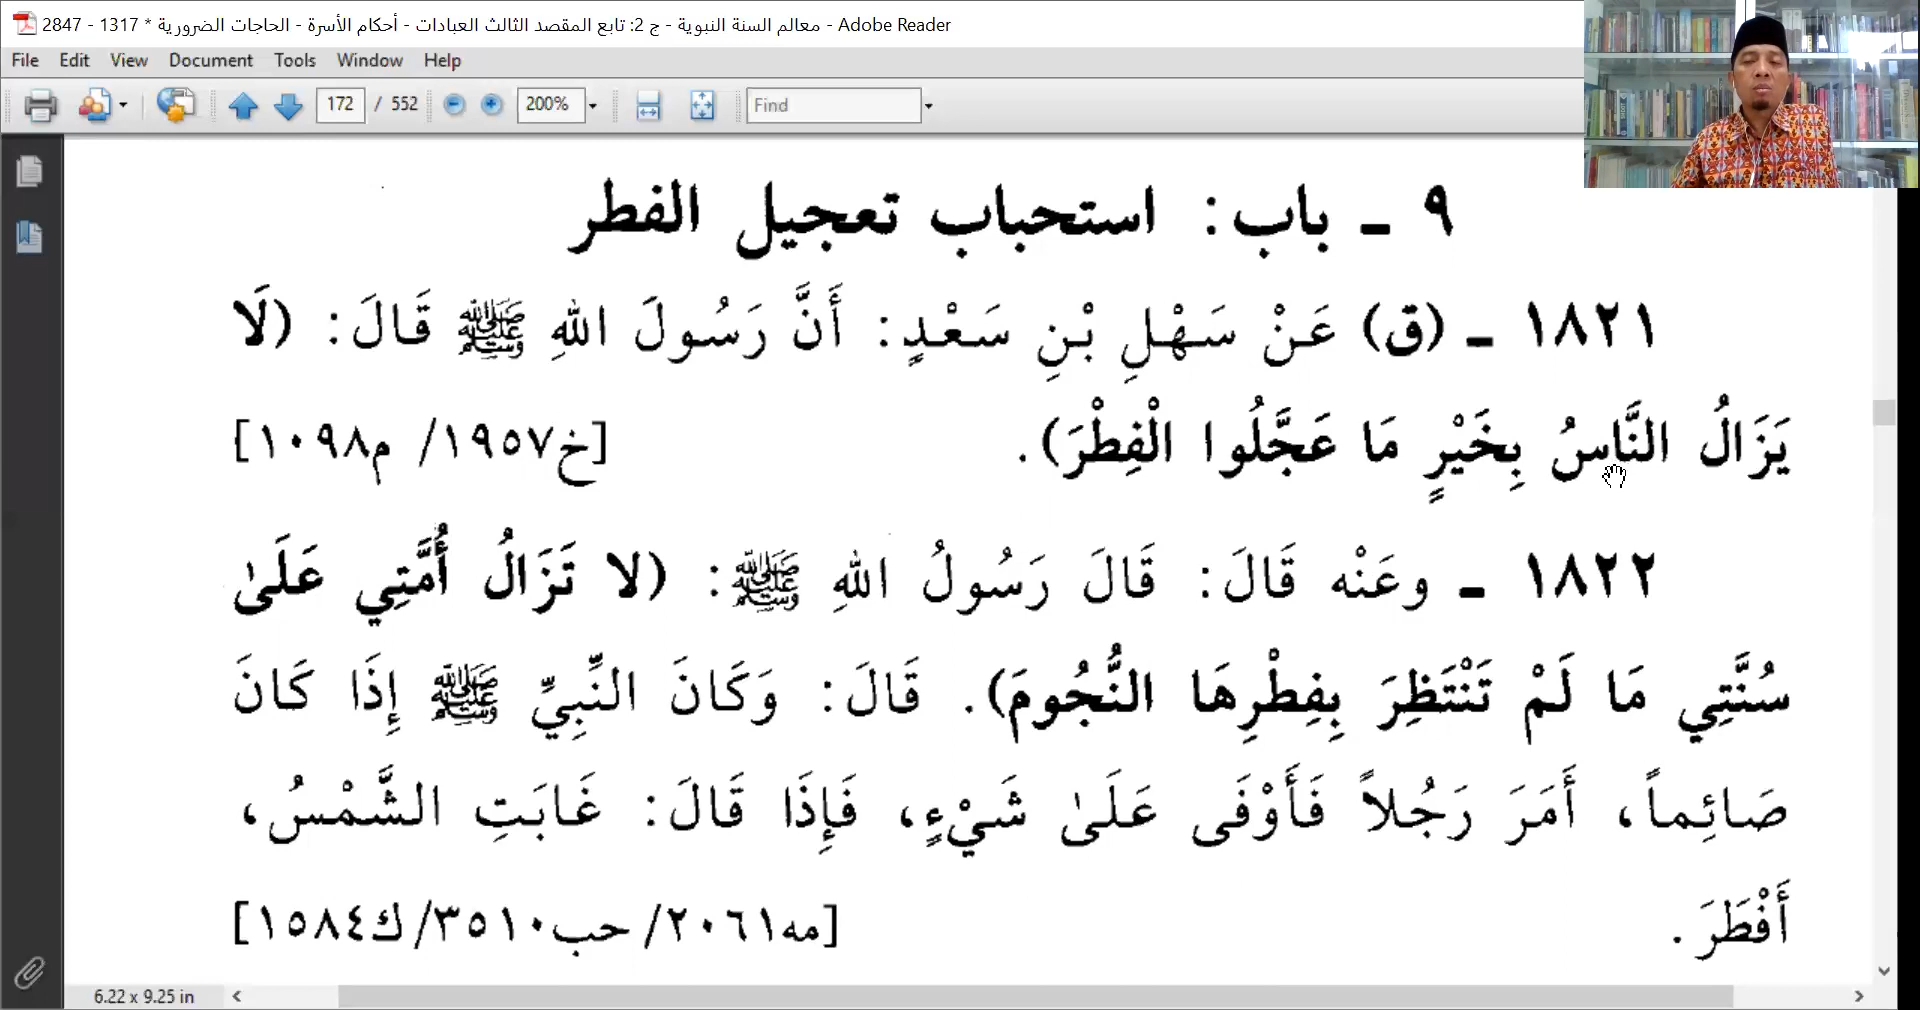 معالم السنة النبوية - ج 2: تابع المقصد الثالث العبادات - أحكام الأسرة - الحاجات الضرورية * 1317 - 2847 - Adobe Reader
File Edit View Document Tools Window Help
172 / 552 200% Find
٩ ـ باب: استحباب تعجيل الفطر
١٨٢١ ـ (ق) عَنْ سَهْلِ بْنِ سَعْدٍ: أَنَّ رَسُولَ اللهِ ﷺ قَالَ: (لَا
يَزَالُ النَّاسُ بِخَيْرٍ مَا عَجَّلُوا الْفِطْرَ). [خ١٩٥٧/ م١٠٩٨]
١٨٢٢ ـ وعَنْه قَالَ: قَالَ رَسُولُ اللهِ ﷺ: (لا تَزَالُ أُمَّتِي عَلَىٰ
سُنَّتِي مَا لَمْ تَنْتَظِرَ بِفِطْرِهَا النُّجُومَ). قَالَ: وَكَانَ النَّبِيِّ ﷺ إِذَا كَانَ
صَائِماً، أَمَرَ رَجُلاً فَأَوْفَى عَلَىٰ شَيْءٍ، فَإِذَا قَالَ: غَابَتِ الشَّمْسُ،
أَفْطَرَ. [مه٢٠٦١/ حب٣٥١٠/ ك١٥٨٤]
6.22 x 9.25 in